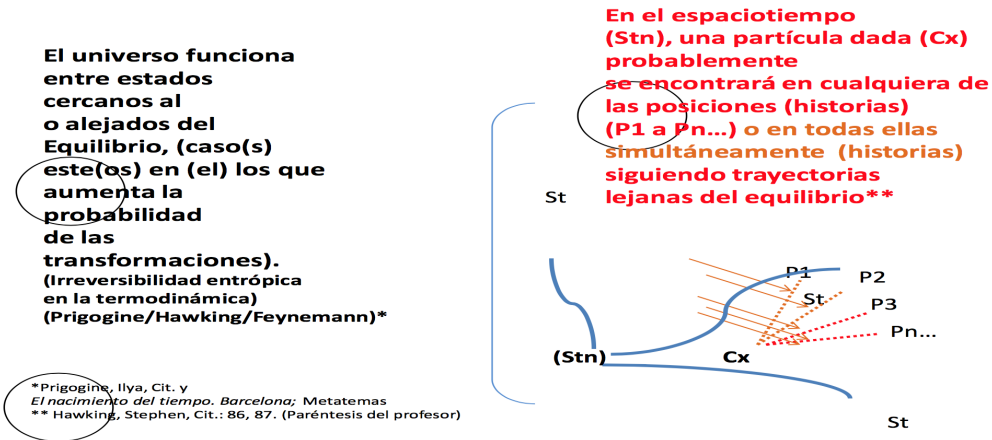 El universo funciona
entre estados
cercanos al
o alejados del
Equilibrio, (caso(s)
este(os) en (el) los que
aumenta la
probabilidad
de las
transformaciones).
(Irreversibilidad entrópica
en la termodinámica)
(Prigogine/Hawking/Feynemann)*
*Prigogine, Ilya, Cit. y
El nacimiento del tiempo. Barcelona; Metatemas
** Hawking, Stephen, Cit.: 86, 87. (Paréntesis del profesor)
En el espaciotiempo
(Stn), una partícula dada (Cx)
probablemente
se encontrará en cualquiera de
las posiciones (historias)
(P1 a Pn...) o en todas ellas
simultáneamente (historias)
siguiendo trayectorias
lejanas del equilibrio**
St
P1
P2
St
P3
Pn...
(Stn)
Cx
St